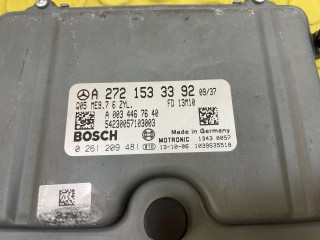 A 272 153 33 92 09/37
Q05 ME9.7 6 ZYL. FD 13M10
A 003 446 76 40
S4230057103003
Made in Germany
BOSCH MOTRONIC 1343 0057
0 261 209 481 13-10-06 1039S35518